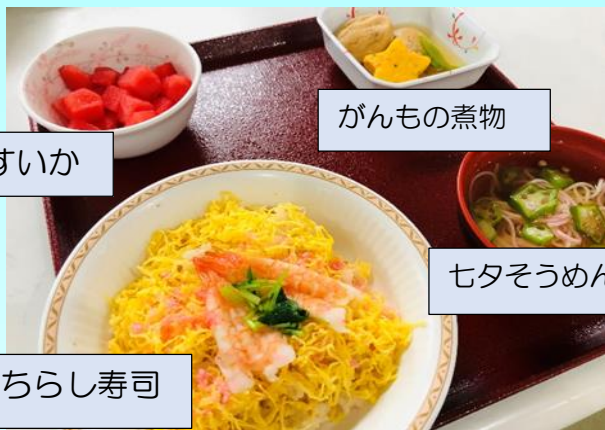 がんもの煮物
すいか
七夕そうめん
ちらし寿司